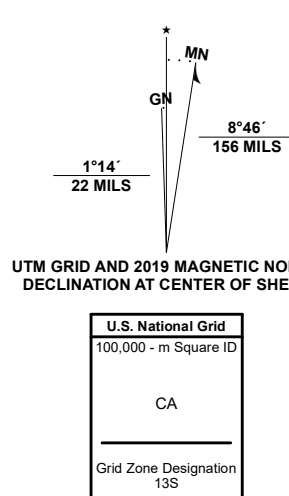 ★
MN
GN
8°46´
156 MILS
1°14´
22 MILS
UTM GRID AND 2019 MAGNETIC NO
DECLINATION AT CENTER OF SHE
U.S. National Grid
100,000 - m Square ID
CA
Grid Zone Designation
13S